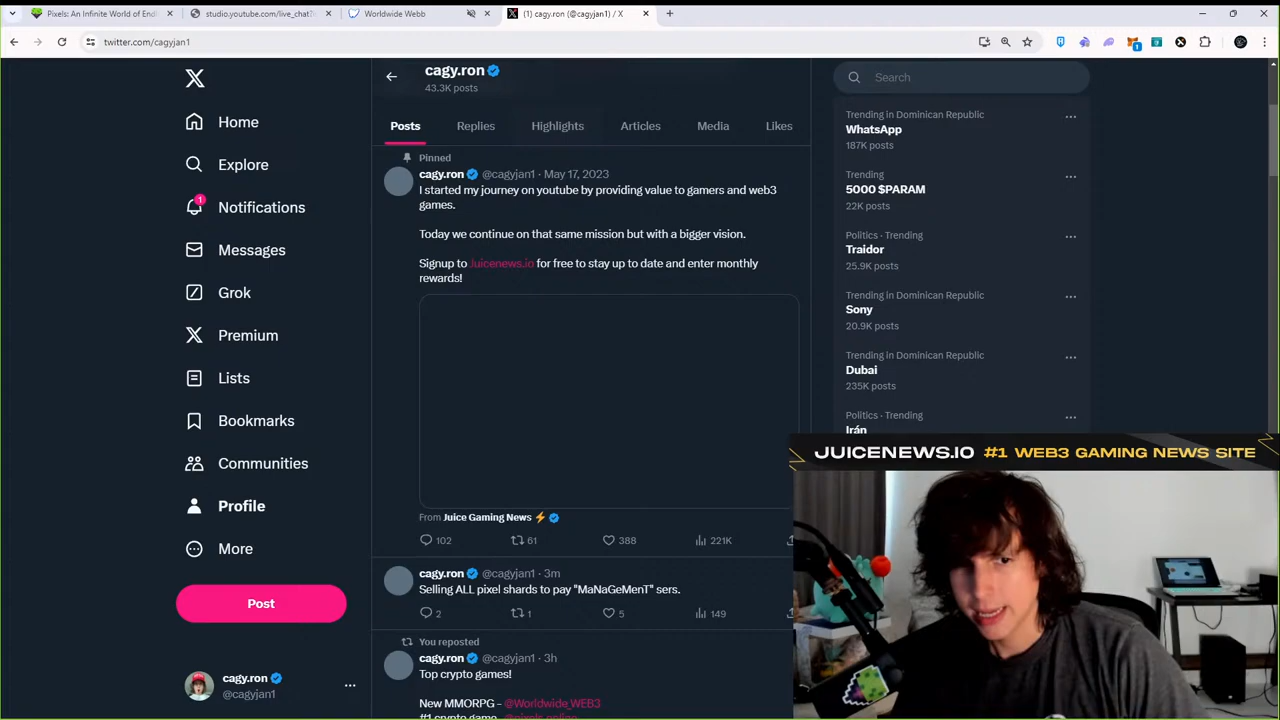 Pixels: An Infinite World of End
studio.youtube.com/live_chat?
Worldwide Webb
(1) cagy.ron (@cagyjan1) / X
twitter.com/cagyjan1
1
cagy.ron
43.3K posts
Posts Replies Highlights Articles Media Likes
Home
Explore
1
Notifications
Messages
Grok
Premium
Lists
Bookmarks
Communities
Profile
More
Post
cagy.ron
@cagyjan1
Pinned
cagy.ron @cagyjan1 · May 17, 2023
I started my journey on youtube by providing value to gamers and web3
games.
Today we continue on that same mission but with a bigger vision.
Signup to Juicenews.io for free to stay up to date and enter monthly
rewards!
From Juice Gaming News ⚡
102 61 388 221K
cagy.ron @cagyjan1 · 3m
Selling ALL pixel shards to pay "MaNaGeMenT" sers.
2 1 5 149
You reposted
cagy.ron @cagyjan1 · 3h
Top crypto games!
New MMORPG - @Worldwide_WEB3
#1 crypto game - @pixels_online
Search
Trending in Dominican Republic
WhatsApp
187K posts
Trending
5000 $PARAM
22K posts
Politics · Trending
Traidor
25.9K posts
Trending in Dominican Republic
Sony
20.9K posts
Trending in Dominican Republic
Dubai
235K posts
Politics · Trending
Irán
JUICENEWS.IO #1 WEB3 GAMING NEWS SITE